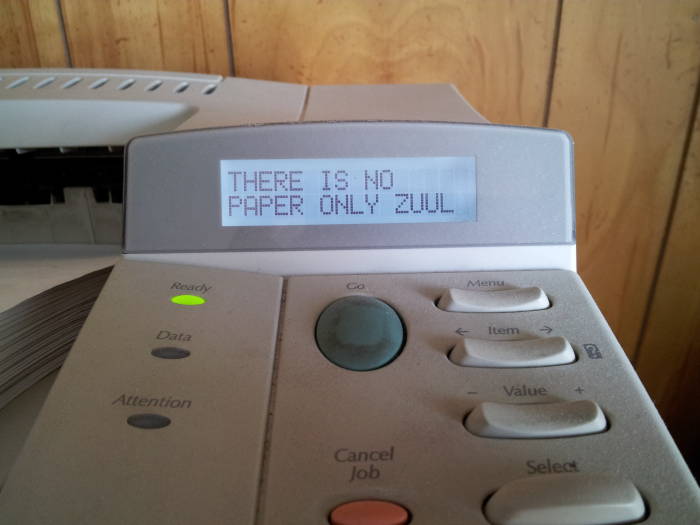 THERE IS NO
PAPER ONLY ZUUL
Ready
Go
Menu
← Item →
Data
- Value +
Attention
Cancel
Job
Select